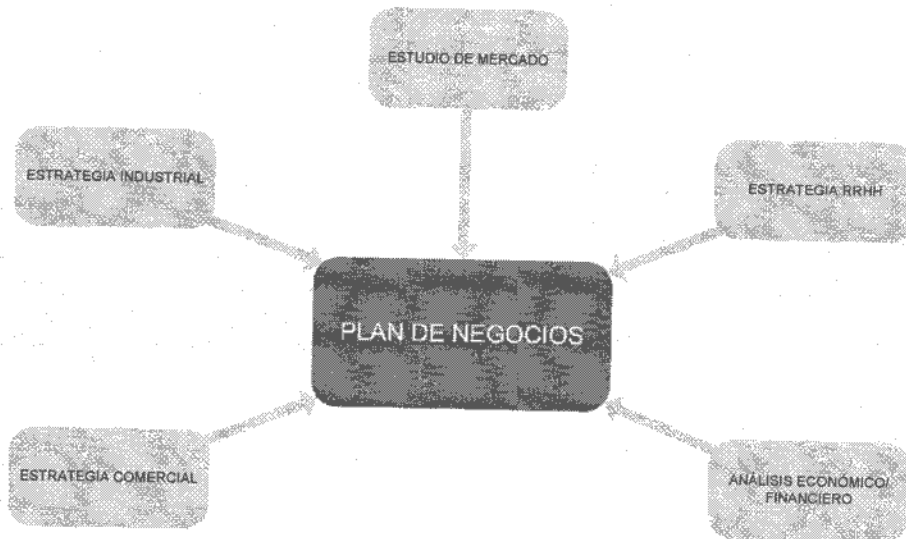 ESTUDIO DE MERCADO
ESTRATEGIA INDUSTRIAL
ESTRATEGIA RRHH
PLAN DE NEGOCIOS
ESTRATEGIA COMERCIAL
ANÁLISIS ECONÓMICO/
FINANCIERO